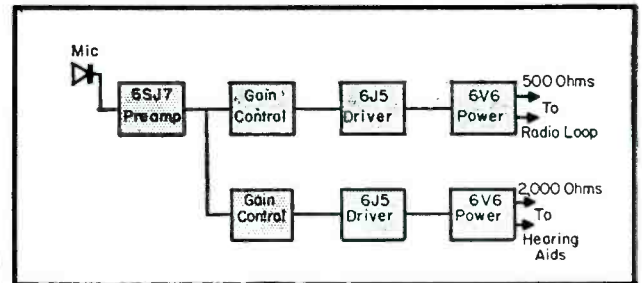 Mic
6SJ7
Preamp
Gain
Control
6J5
Driver
6V6
Power
500 Ohms
To
Radio Loop
Gain
Control
6J5
Driver
6V6
Power
2,000 Ohms
To
Hearing
Aids